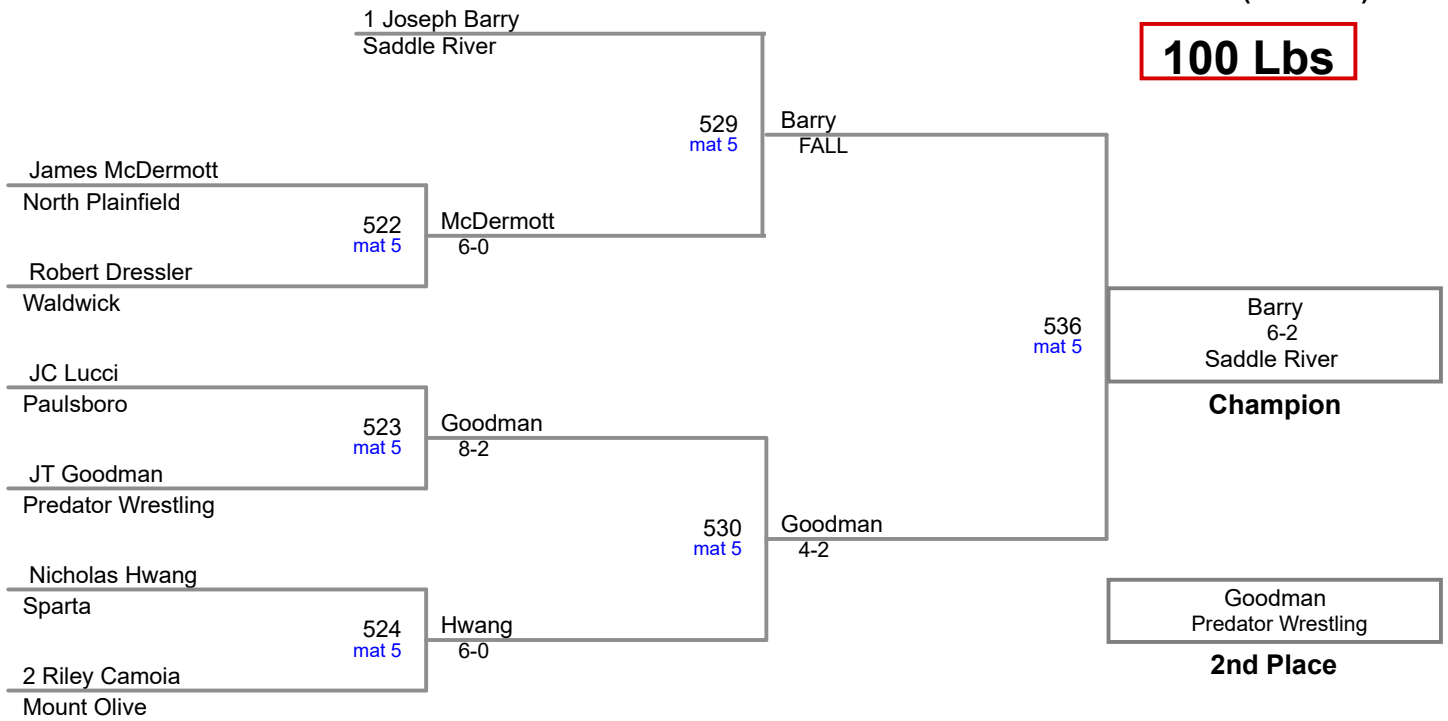 1 Joseph Barry
Saddle River
100 Lbs
529
mat 5
Barry
FALL
James McDermott
North Plainfield
522
mat 5
McDermott
6-0
Robert Dressler
Waldwick
536
mat 5
Barry
6-2
Saddle River
Champion
JC Lucci
Paulsboro
523
mat 5
Goodman
8-2
JT Goodman
Predator Wrestling
530
mat 5
Goodman
4-2
Nicholas Hwang
Sparta
524
mat 5
Hwang
6-0
2 Riley Camoia
Mount Olive
Goodman
Predator Wrestling
2nd Place